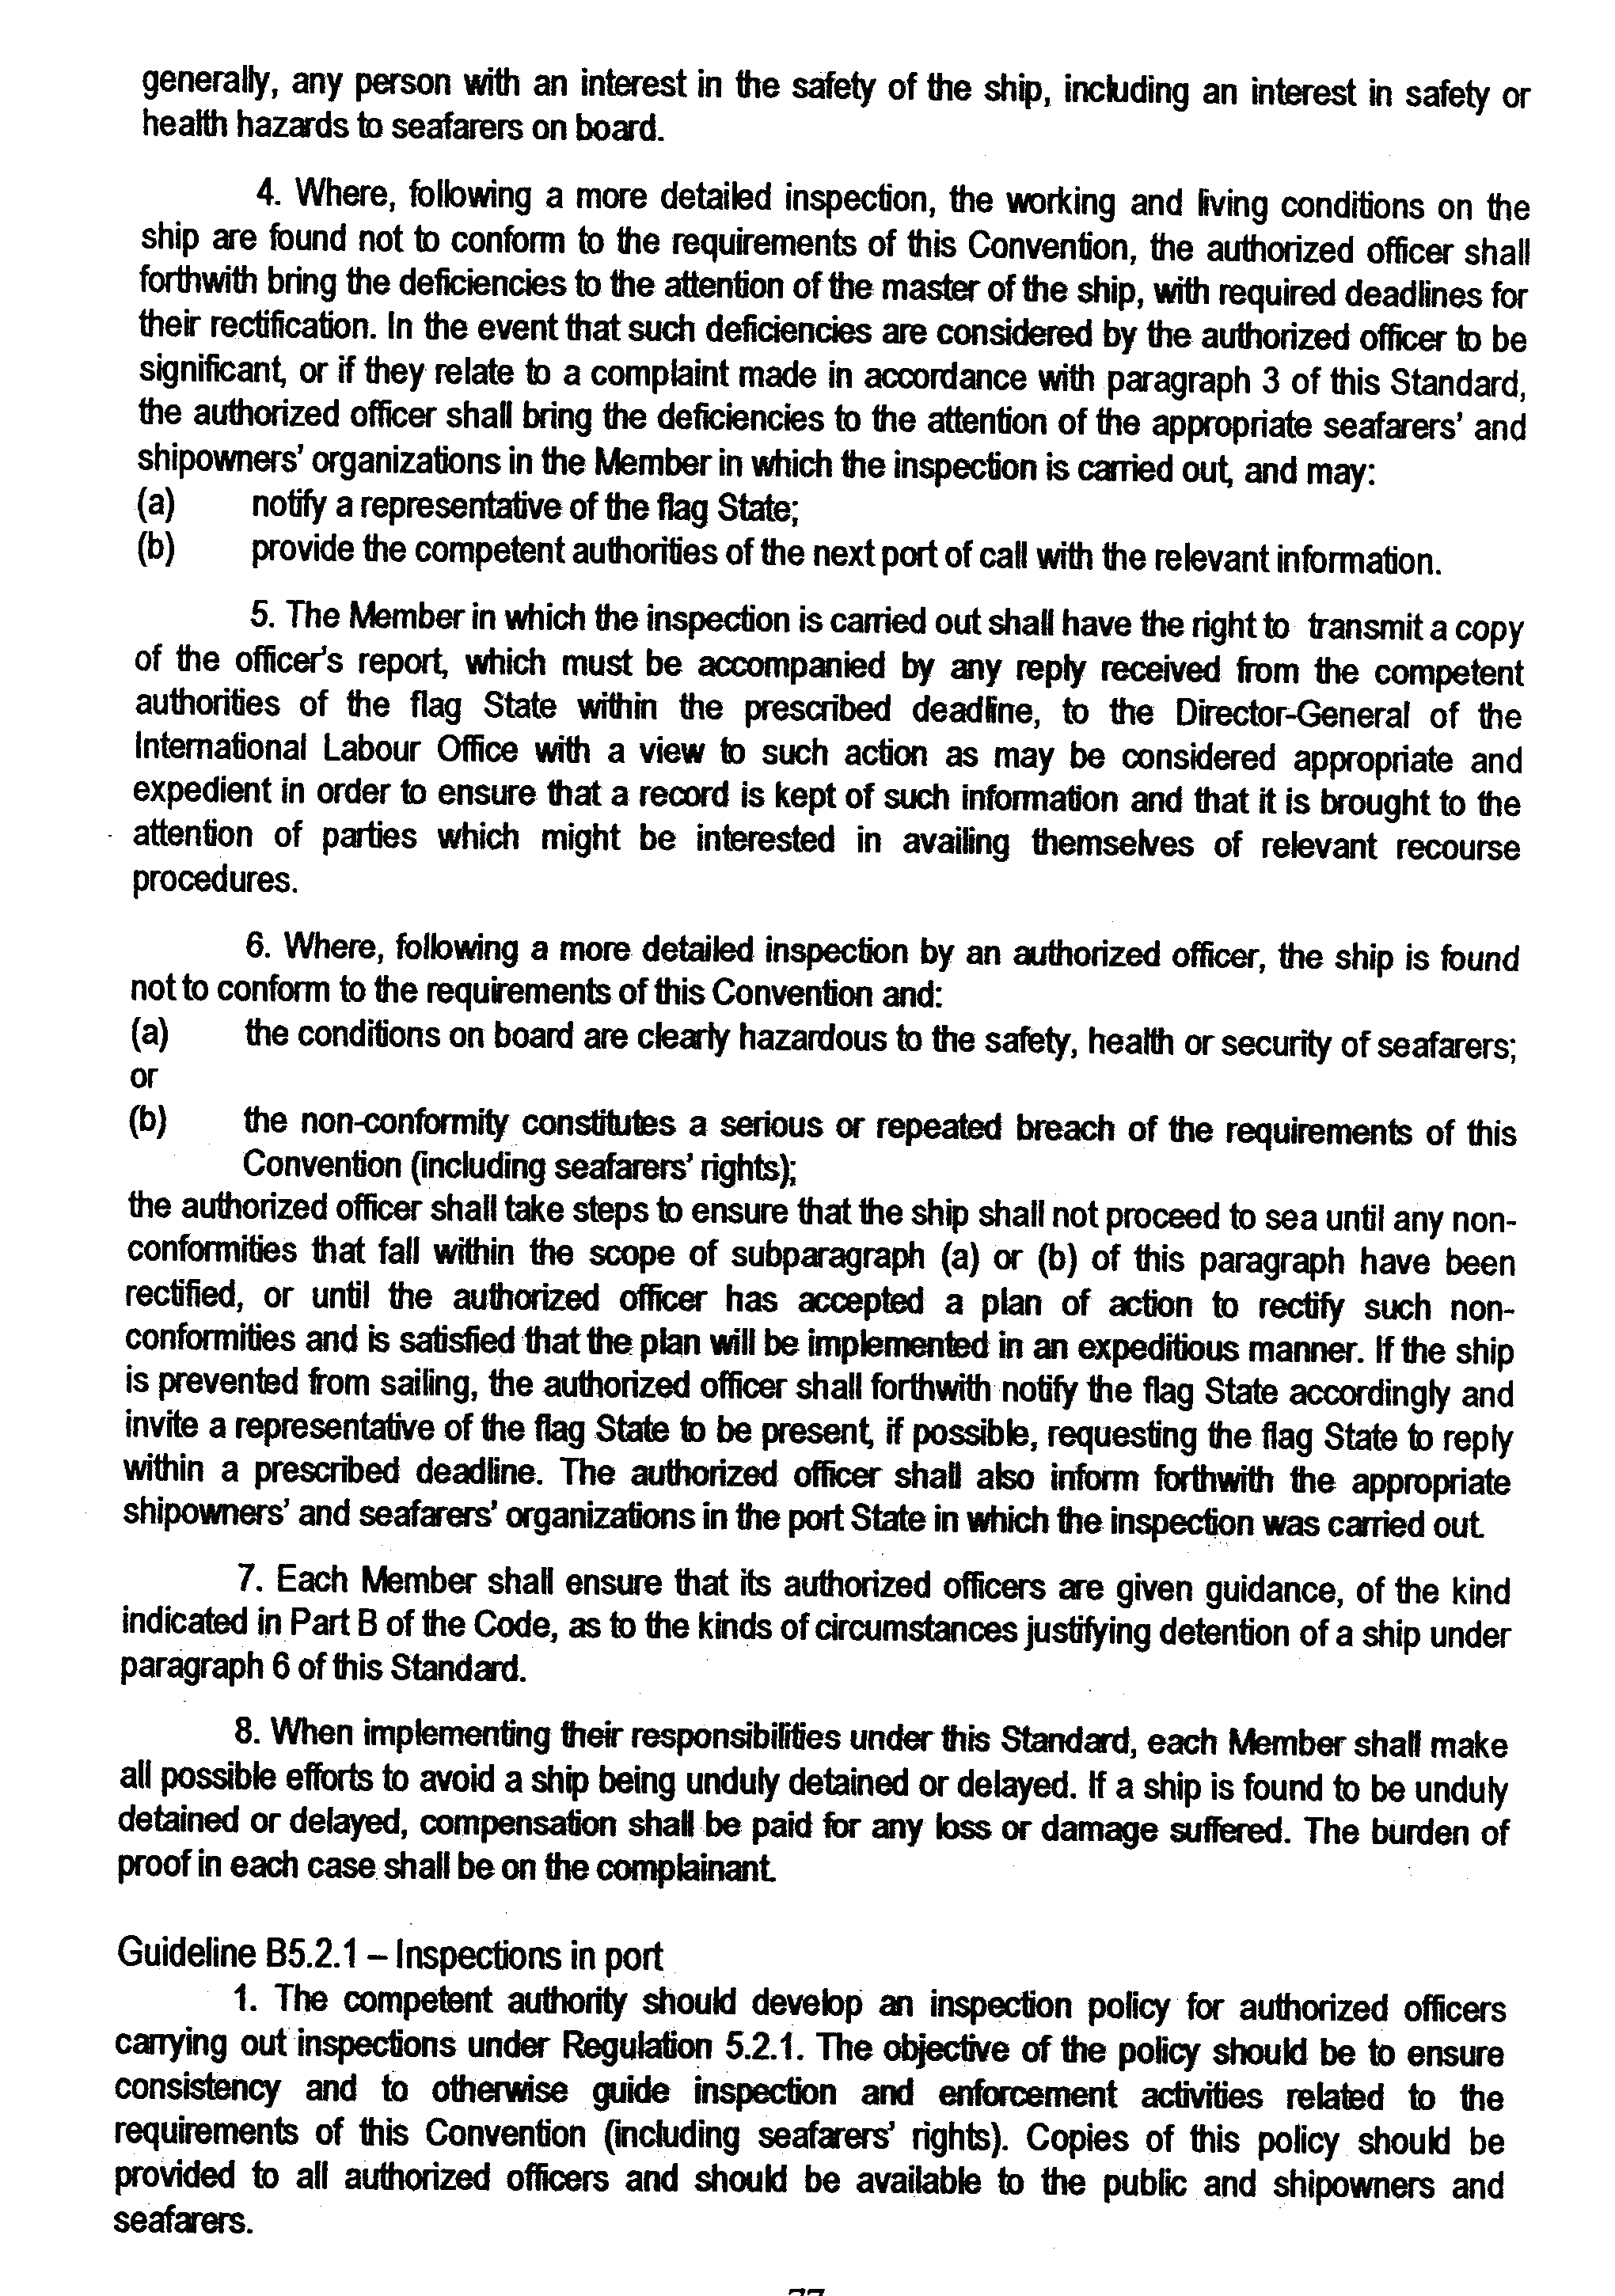 generally, any person with an interest in the safety of the ship, including an interest in safety or
health hazards to seafarers on board.
4. Where, following a more detailed inspection, the working and living conditions on the
ship are found not to conform to the requirements of this Convention, the authorized officer shall
forthwith bring the deficiencies to the attention of the master of the ship, with required deadlines for
their rectification. In the event that such deficiencies are considered by the authorized officer to be
significant, or if they relate to a complaint made in accordance with paragraph 3 of this Standard,
the authorized officer shall bring the deficiencies to the attention of the appropriate seafarers' and
shipowners' organizations in the Member in which the inspection is carried out, and may:
(a) notify a representative of the flag State;
(b) provide the competent authorities of the next port of call with the relevant information.
5. The Member in which the inspection is carried out shall have the right to transmit a copy
of the officer's report, which must be accompanied by any reply received from the competent
authorities of the flag State within the prescribed deadline, to the Director-General of the
International Labour Office with a view to such action as may be considered appropriate and
expedient in order to ensure that a record is kept of such information and that it is brought to the
attention of parties which might be interested in availing themselves of relevant recourse
procedures.
6. Where, following a more detailed inspection by an authorized officer, the ship is found
not to conform to the requirements of this Convention and:
(a) the conditions on board are clearly hazardous to the safety, health or security of seafarers;
or
(b) the non-conformity constitutes a serious or repeated breach of the requirements of this
Convention (including seafarers' rights);
the authorized officer shall take steps to ensure that the ship shall not proceed to sea until any non-
conformities that fall within the scope of subparagraph (a) or (b) of this paragraph have been
rectified, or until the authorized officer has accepted a plan of action to rectify such non-
conformities and is satisfied that the plan will be implemented in an expeditious manner. If the ship
is prevented from sailing, the authorized officer shall forthwith notify the flag State accordingly and
invite a representative of the flag State to be present, if possible, requesting the flag State to reply
within a prescribed deadline. The authorized officer shall also inform forthwith the appropriate
shipowners' and seafarers' organizations in the port State in which the inspection was carried out.
7. Each Member shall ensure that its authorized officers are given guidance, of the kind
indicated in Part B of the Code, as to the kinds of circumstances justifying detention of a ship under
paragraph 6 of this Standard.
8. When implementing their responsibilities under this Standard, each Member shall make
all possible efforts to avoid a ship being unduly detained or delayed. If a ship is found to be unduly
detained or delayed, compensation shall be paid for any loss or damage suffered. The burden of
proof in each case shall be on the complainant.
Guideline B5.2.1 – Inspections in port
1. The competent authority should develop an inspection policy for authorized officers
carrying out inspections under Regulation 5.2.1. The objective of the policy should be to ensure
consistency and to otherwise guide inspection and enforcement activities related to the
requirements of this Convention (including seafarers' rights). Copies of this policy should be
provided to all authorized officers and should be available to the public and shipowners and
seafarers.